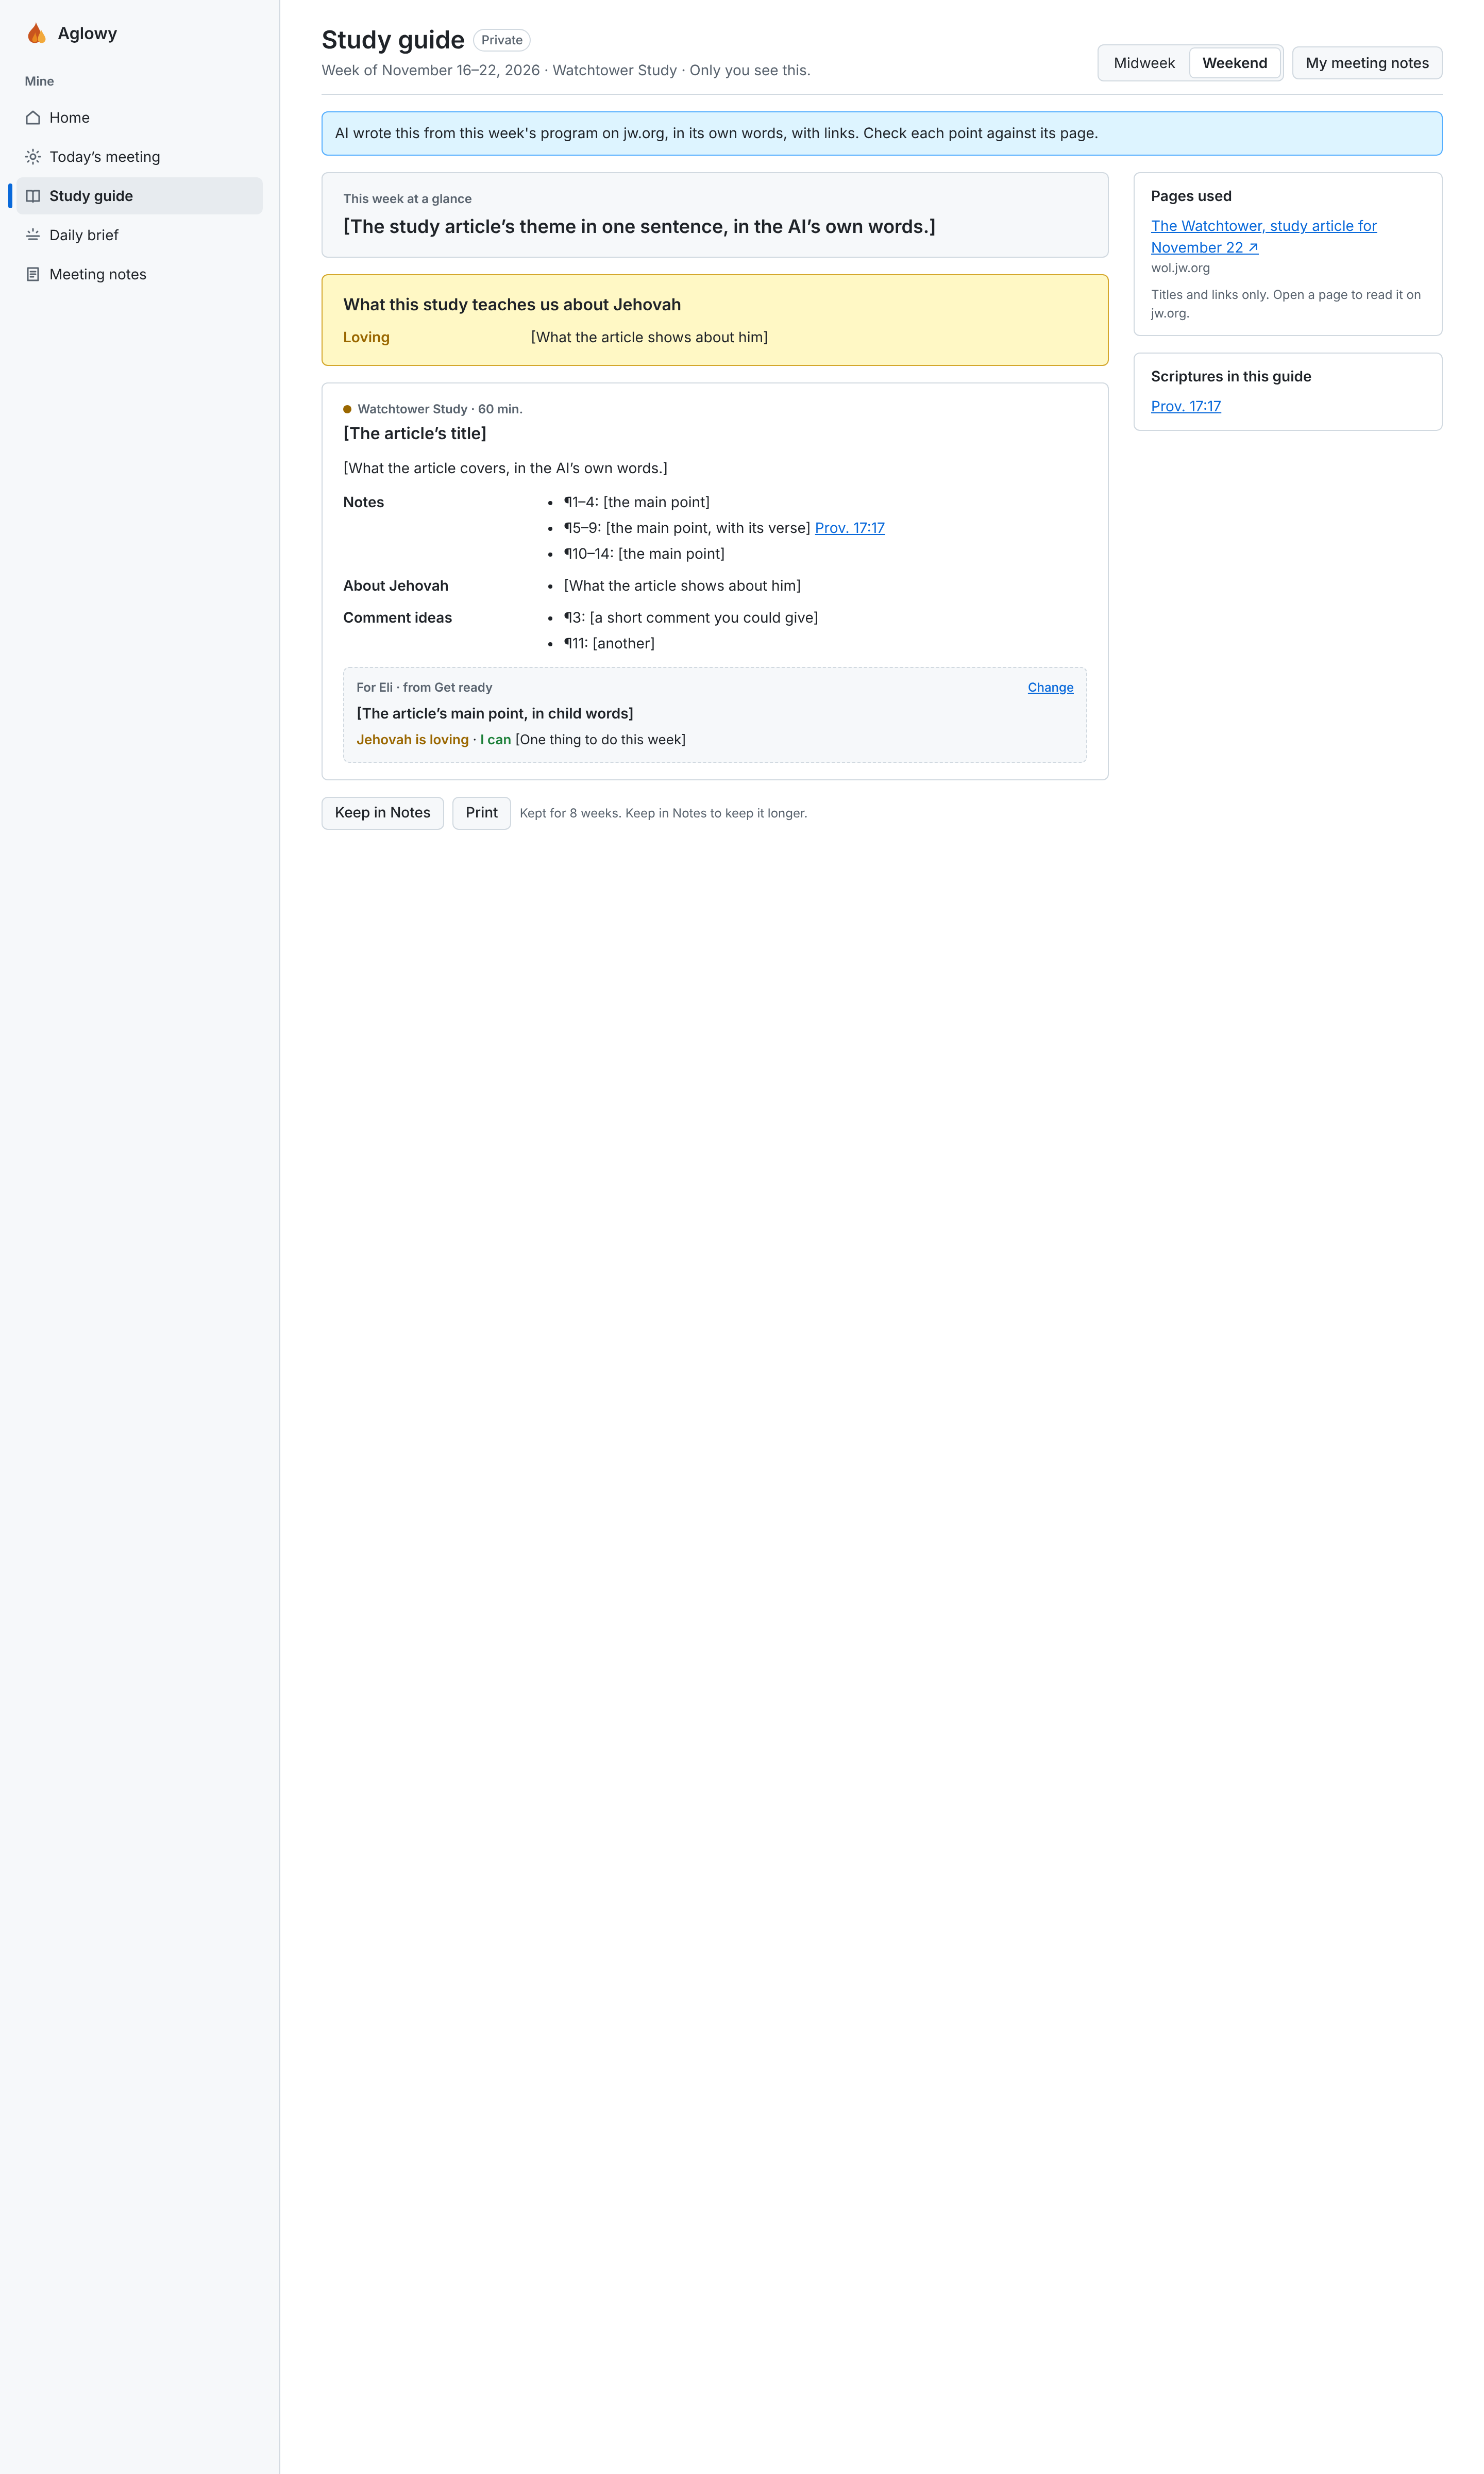 Aglowy
Mine
Home
Today’s meeting
Study guide
Daily brief
Meeting notes
Study guide
Private
Week of November 16–22, 2026 · Watchtower Study · Only you see this.
Midweek
Weekend
My meeting notes
AI wrote this from this week's program on jw.org, in its own words, with links. Check each point against its page.
This week at a glance
[The study article’s theme in one sentence, in the AI’s own words.]
What this study teaches us about Jehovah
Loving [What the article shows about him]
Watchtower Study · 60 min.
[The article’s title]
[What the article covers, in the AI’s own words.]
Notes
• ¶1–4: [the main point]
• ¶5–9: [the main point, with its verse] Prov. 17:17
• ¶10–14: [the main point]
About Jehovah
• [What the article shows about him]
Comment ideas
• ¶3: [a short comment you could give]
• ¶11: [another]
For Eli · from Get ready
Change
[The article’s main point, in child words]
Jehovah is loving · I can [One thing to do this week]
Keep in Notes
Print
Kept for 8 weeks. Keep in Notes to keep it longer.
Pages used
The Watchtower, study article for
November 22 ↗
wol.jw.org
Titles and links only. Open a page to read it on
jw.org.
Scriptures in this guide
Prov. 17:17